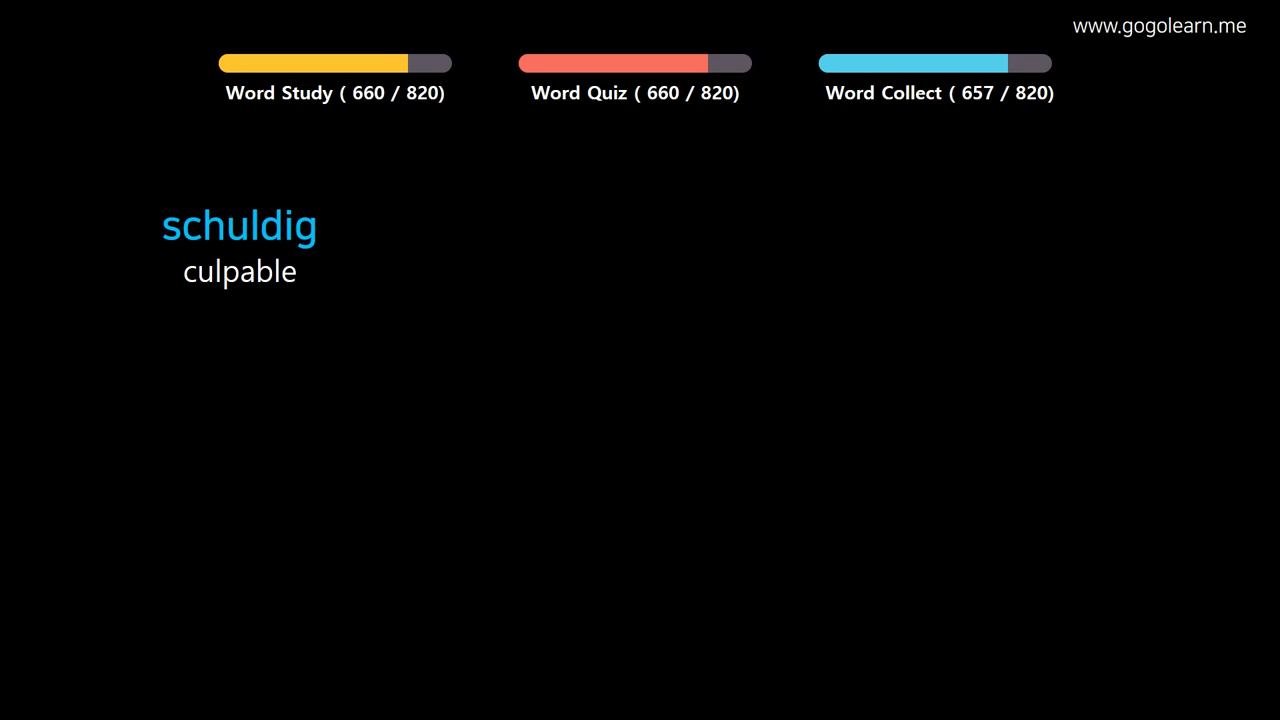 www.gogolearn.me
Word Study ( 660 / 820)
Word Quiz ( 660 / 820)
Word Collect ( 657 / 820)
schuldig
culpable